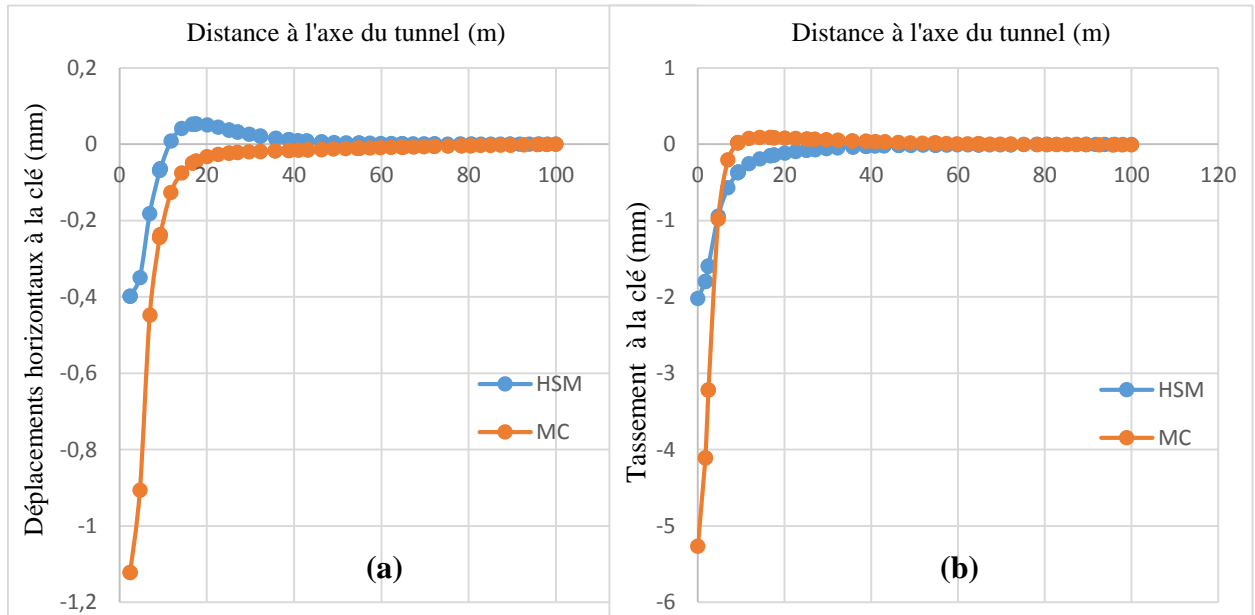 Distance à l'axe du tunnel (m)
Déplacements horizontaux à la clé (mm)
0,2
0
-0,2
-0,4
-0,6
-0,8
-1
-1,2
0
20
40
60
80
100
HSM
MC
(a)
Distance à l'axe du tunnel (m)
Tassement à la clé (mm)
1
0
-1
-2
-3
-4
-5
-6
0
20
40
60
80
100
120
HSM
MC
(b)